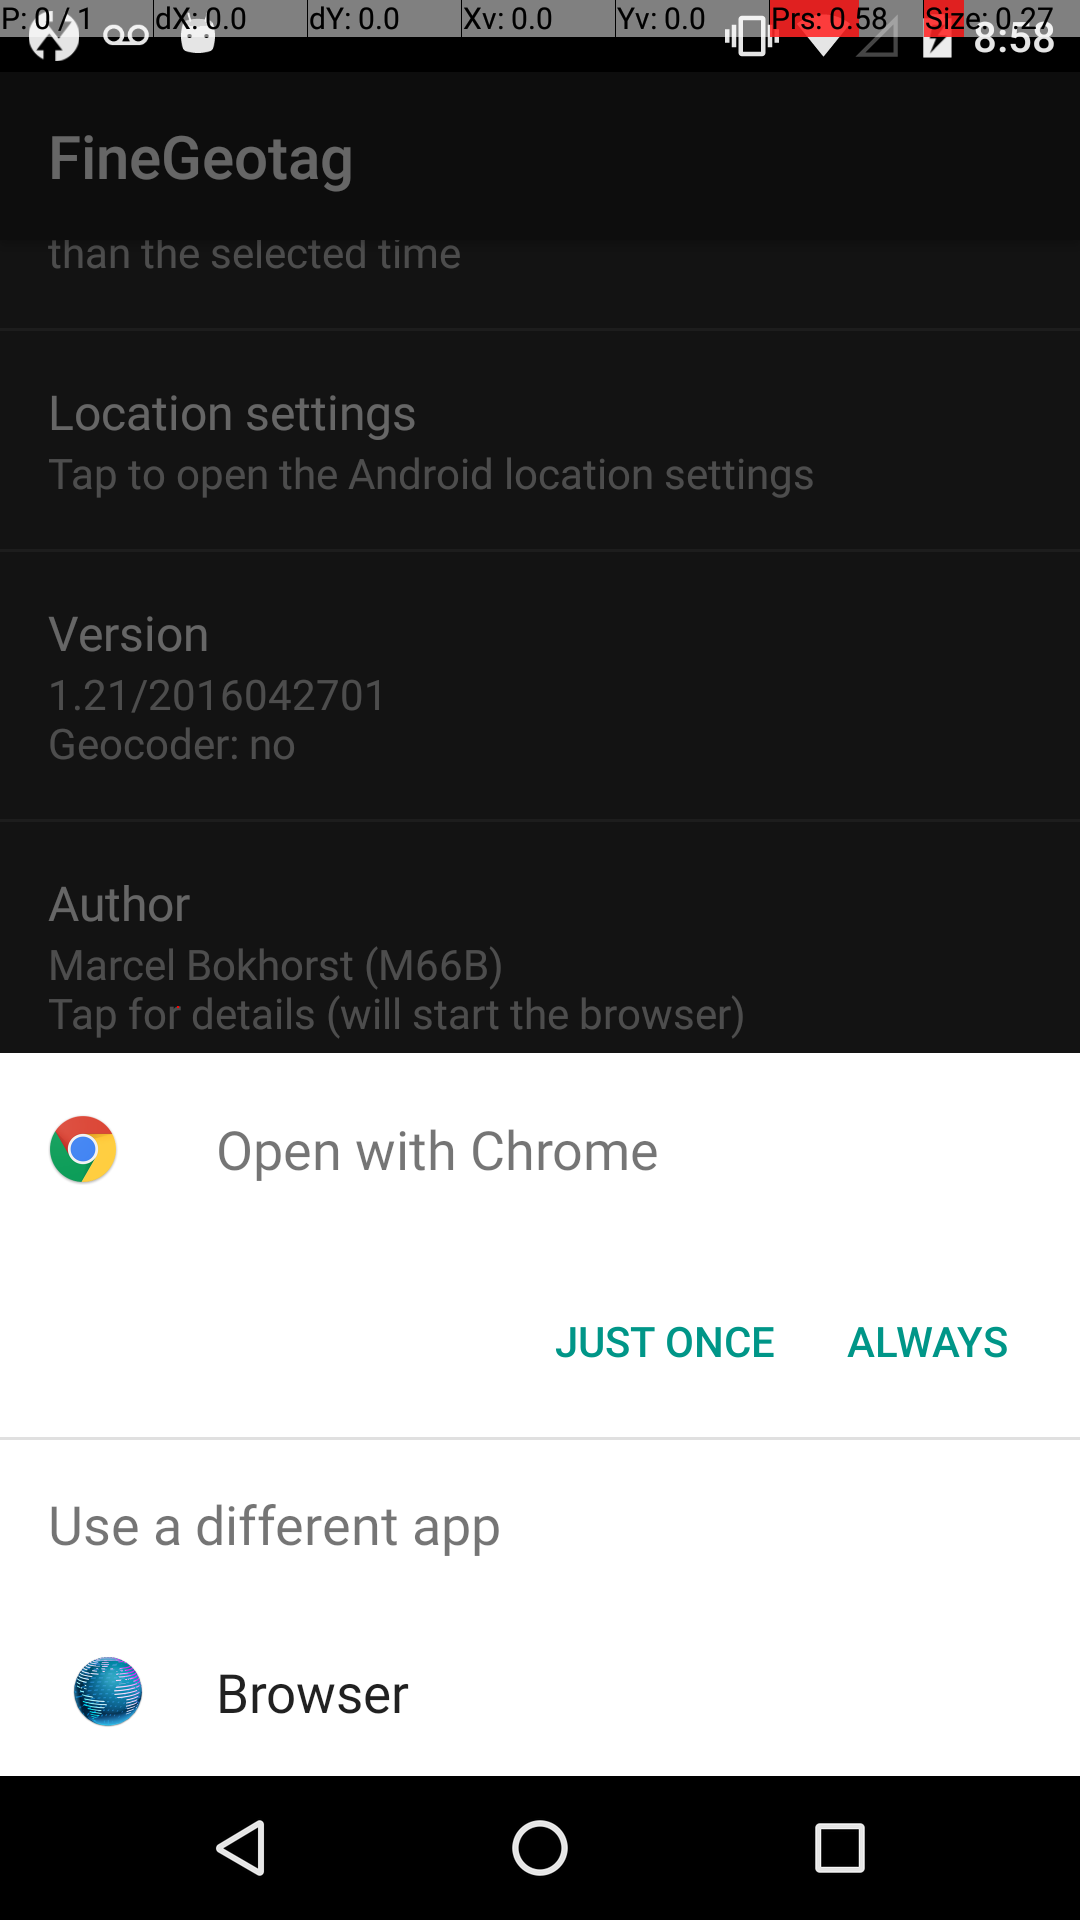 P: 0 / 1 dX: 0.0 dY: 0.0 Xv: 0.0 Yv: 0.0 Prs: 0.58 Size: 0.27
8:58
FineGeotag
than the selected time
Location settings
Tap to open the Android location settings
Version
1.21/2016042701
Geocoder: no
Author
Marcel Bokhorst (M66B)
Tap for details (will start the browser)
Open with Chrome
JUST ONCE ALWAYS
Use a different app
Browser